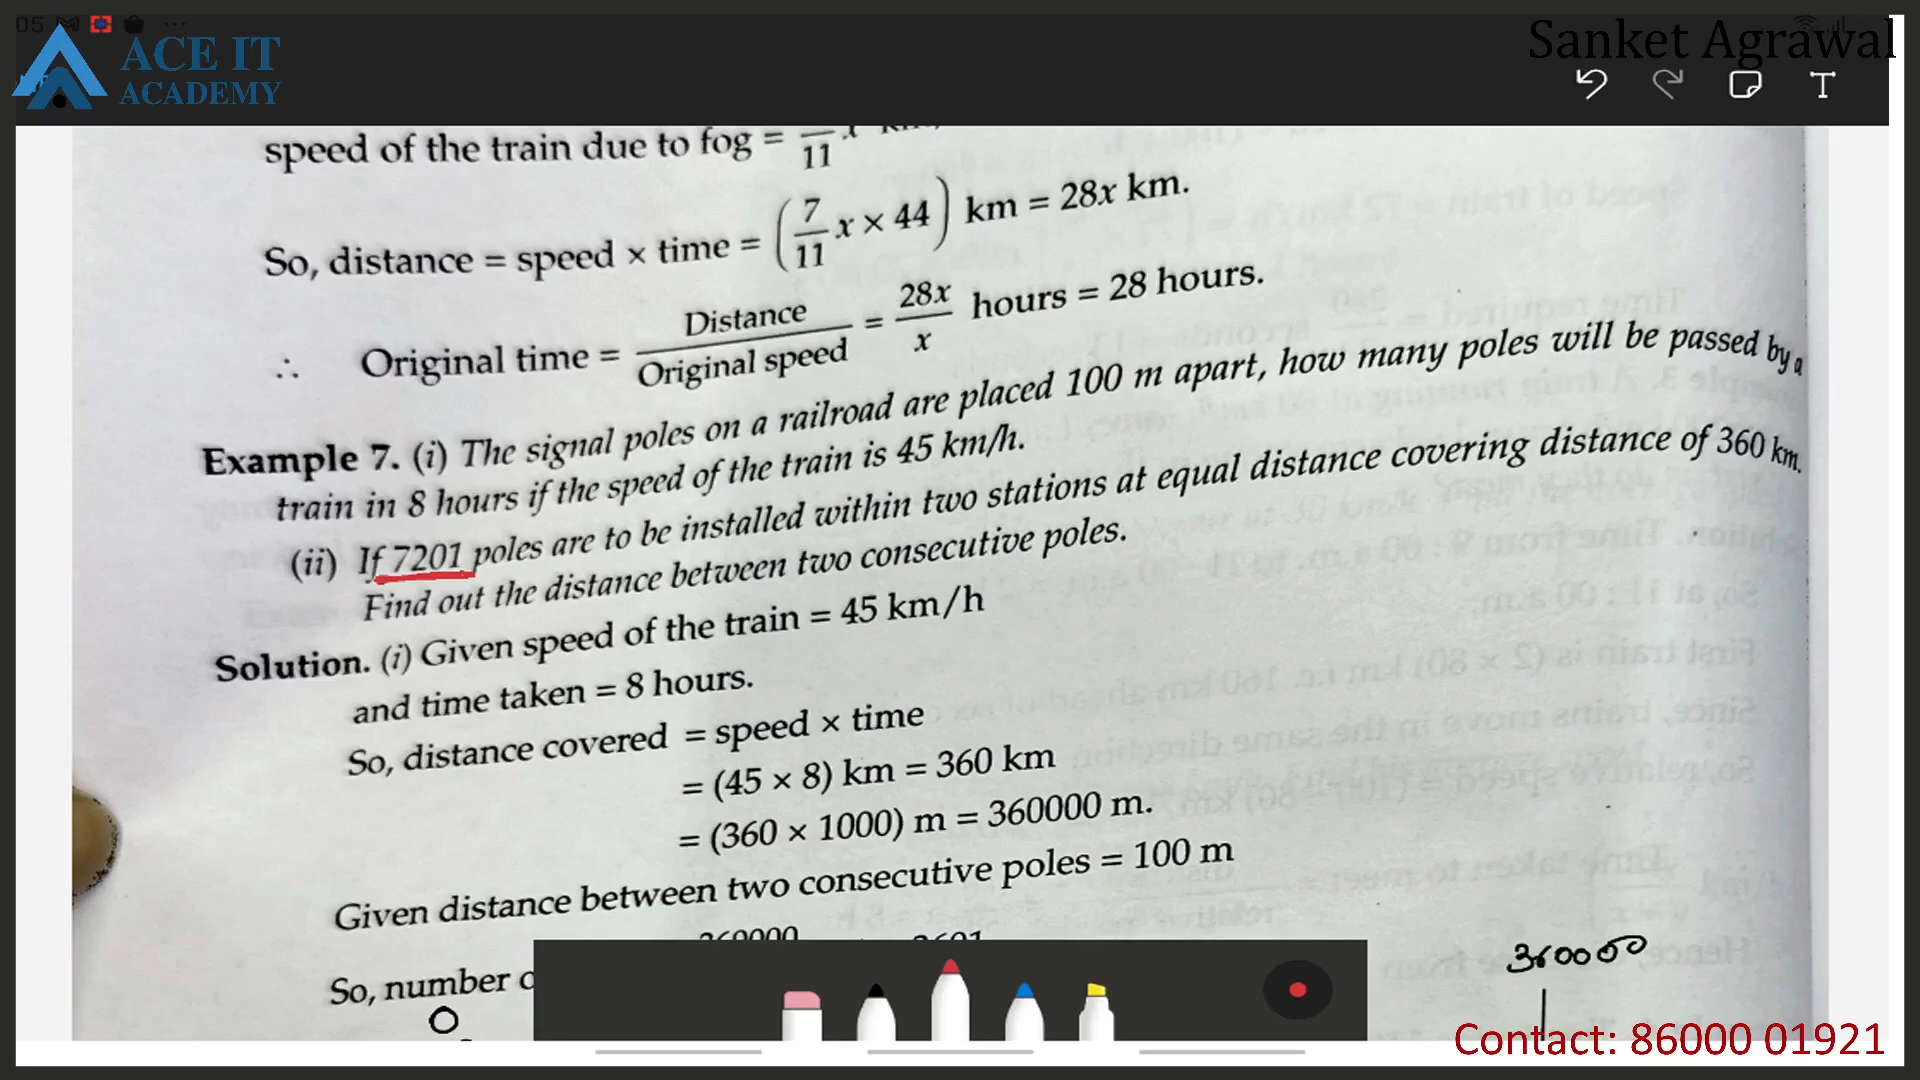 05
ACE IT
ACADEMY
Sanket Agrawal
T
speed of the train due to fog = —/11 x km
So, distance = speed × time = (7/11 x × 44) km = 28x km.
∴ Original time = Distance/Original speed = 28x/x hours = 28 hours.
Example 7. (i) The signal poles on a railroad are placed 100 m apart, how many poles will be passed by a
train in 8 hours if the speed of the train is 45 km/h.
(ii) If 7201 poles are to be installed within two stations at equal distance covering distance of 360 km.
Find out the distance between two consecutive poles.
Solution. (i) Given speed of the train = 45 km/h
and time taken = 8 hours.
So, distance covered = speed × time
= (45 × 8) km = 360 km
= (360 × 1000) m = 360000 m.
Given distance between two consecutive poles = 100 m
360000 3601
So, number
0
360000
Contact: 86000 01921